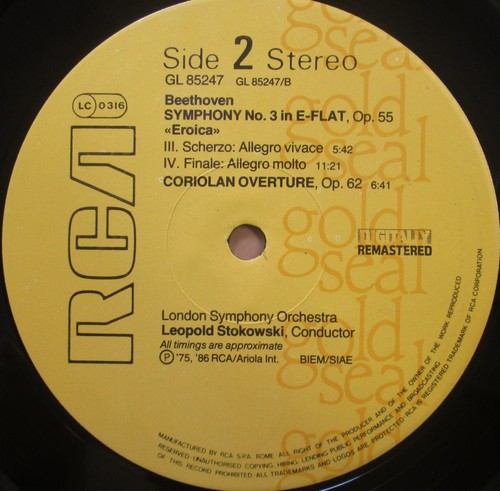 Side 2 Stereo
GL 85247 GL 85247/B
LC 0316
Beethoven
SYMPHONY No. 3 in E-FLAT, Op. 55
«Eroica»
III. Scherzo: Allegro vivace 5:42
IV. Finale: Allegro molto 11:21
CORIOLAN OVERTURE, Op. 62 6:41
RCA
DIGITALLY
REMASTERED
London Symphony Orchestra
Leopold Stokowski, Conductor
All timings are approximate
Ⓟ '75, '86 RCA/Ariola Int. BIEM/SIAE
gold
seal
gold
seal
gold
seal
gold
seal
gold
MANUFACTURED BY RCA S.P.A. ROME. ALL RIGHT OF THE PRODUCER AND OF THE OWNER OF THE WORK REPRODUCED
RESERVED. UNAUTHORISED COPYING, HIRING, LENDING PUBLIC PERFORMANCE AND BROADCASTING
OF THIS RECORD PROHIBITED. ALL TRADEMARKS AND LOGOS ARE PROTECTED. RCA IS REGISTERED TRADEMARK OF RCA CORPORATION